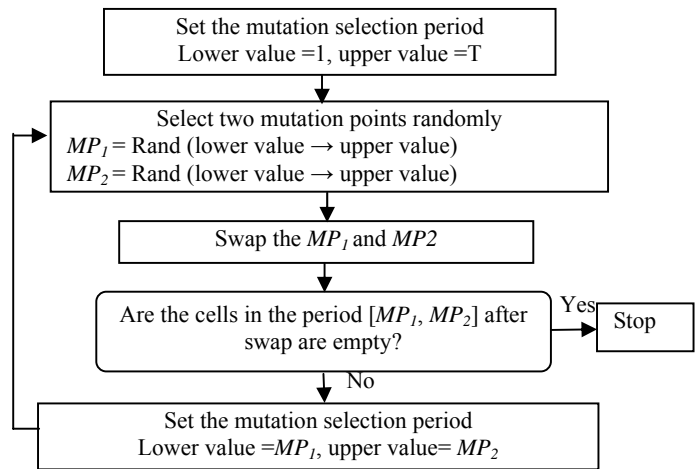 Set the mutation selection period
Lower value =1, upper value =T
Select two mutation points randomly
MP1 = Rand (lower value → upper value)
MP2 = Rand (lower value → upper value)
Swap the MP1 and MP2
Are the cells in the period [MP1, MP2] after
swap are empty?
Yes
Stop
No
Set the mutation selection period
Lower value =MP1, upper value= MP2